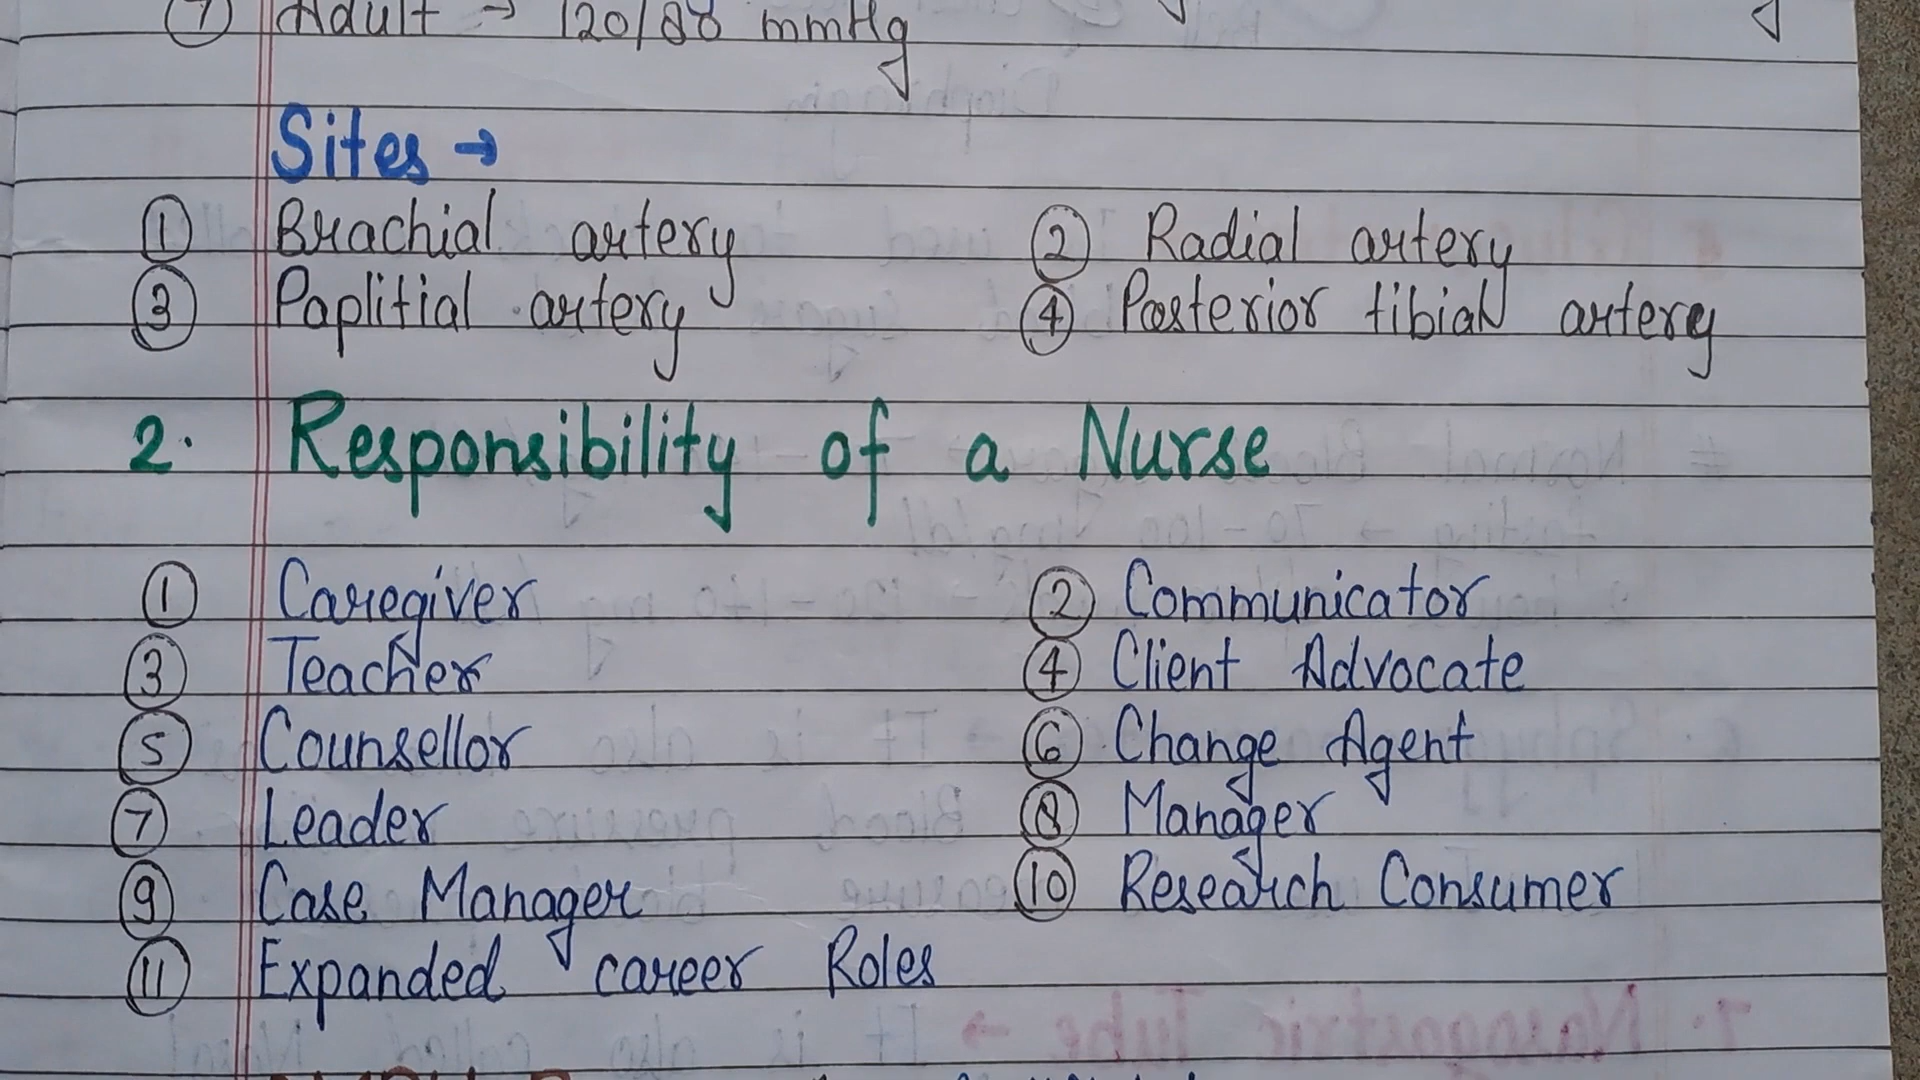 ⑦ Adult → 120/80 mmHg
Sites →
① Brachial artery ② Radial artery
③ Paplitial artery ④ Posterior tibial artery
2. Responsibility of a Nurse
① Caregiver ② Communicator
③ Teacher ④ Client Advocate
⑤ Counsellor ⑥ Change Agent
⑦ Leader ⑧ Manager
⑨ Case Manager ⑩ Research Consumer
⑪ Expanded career Roles